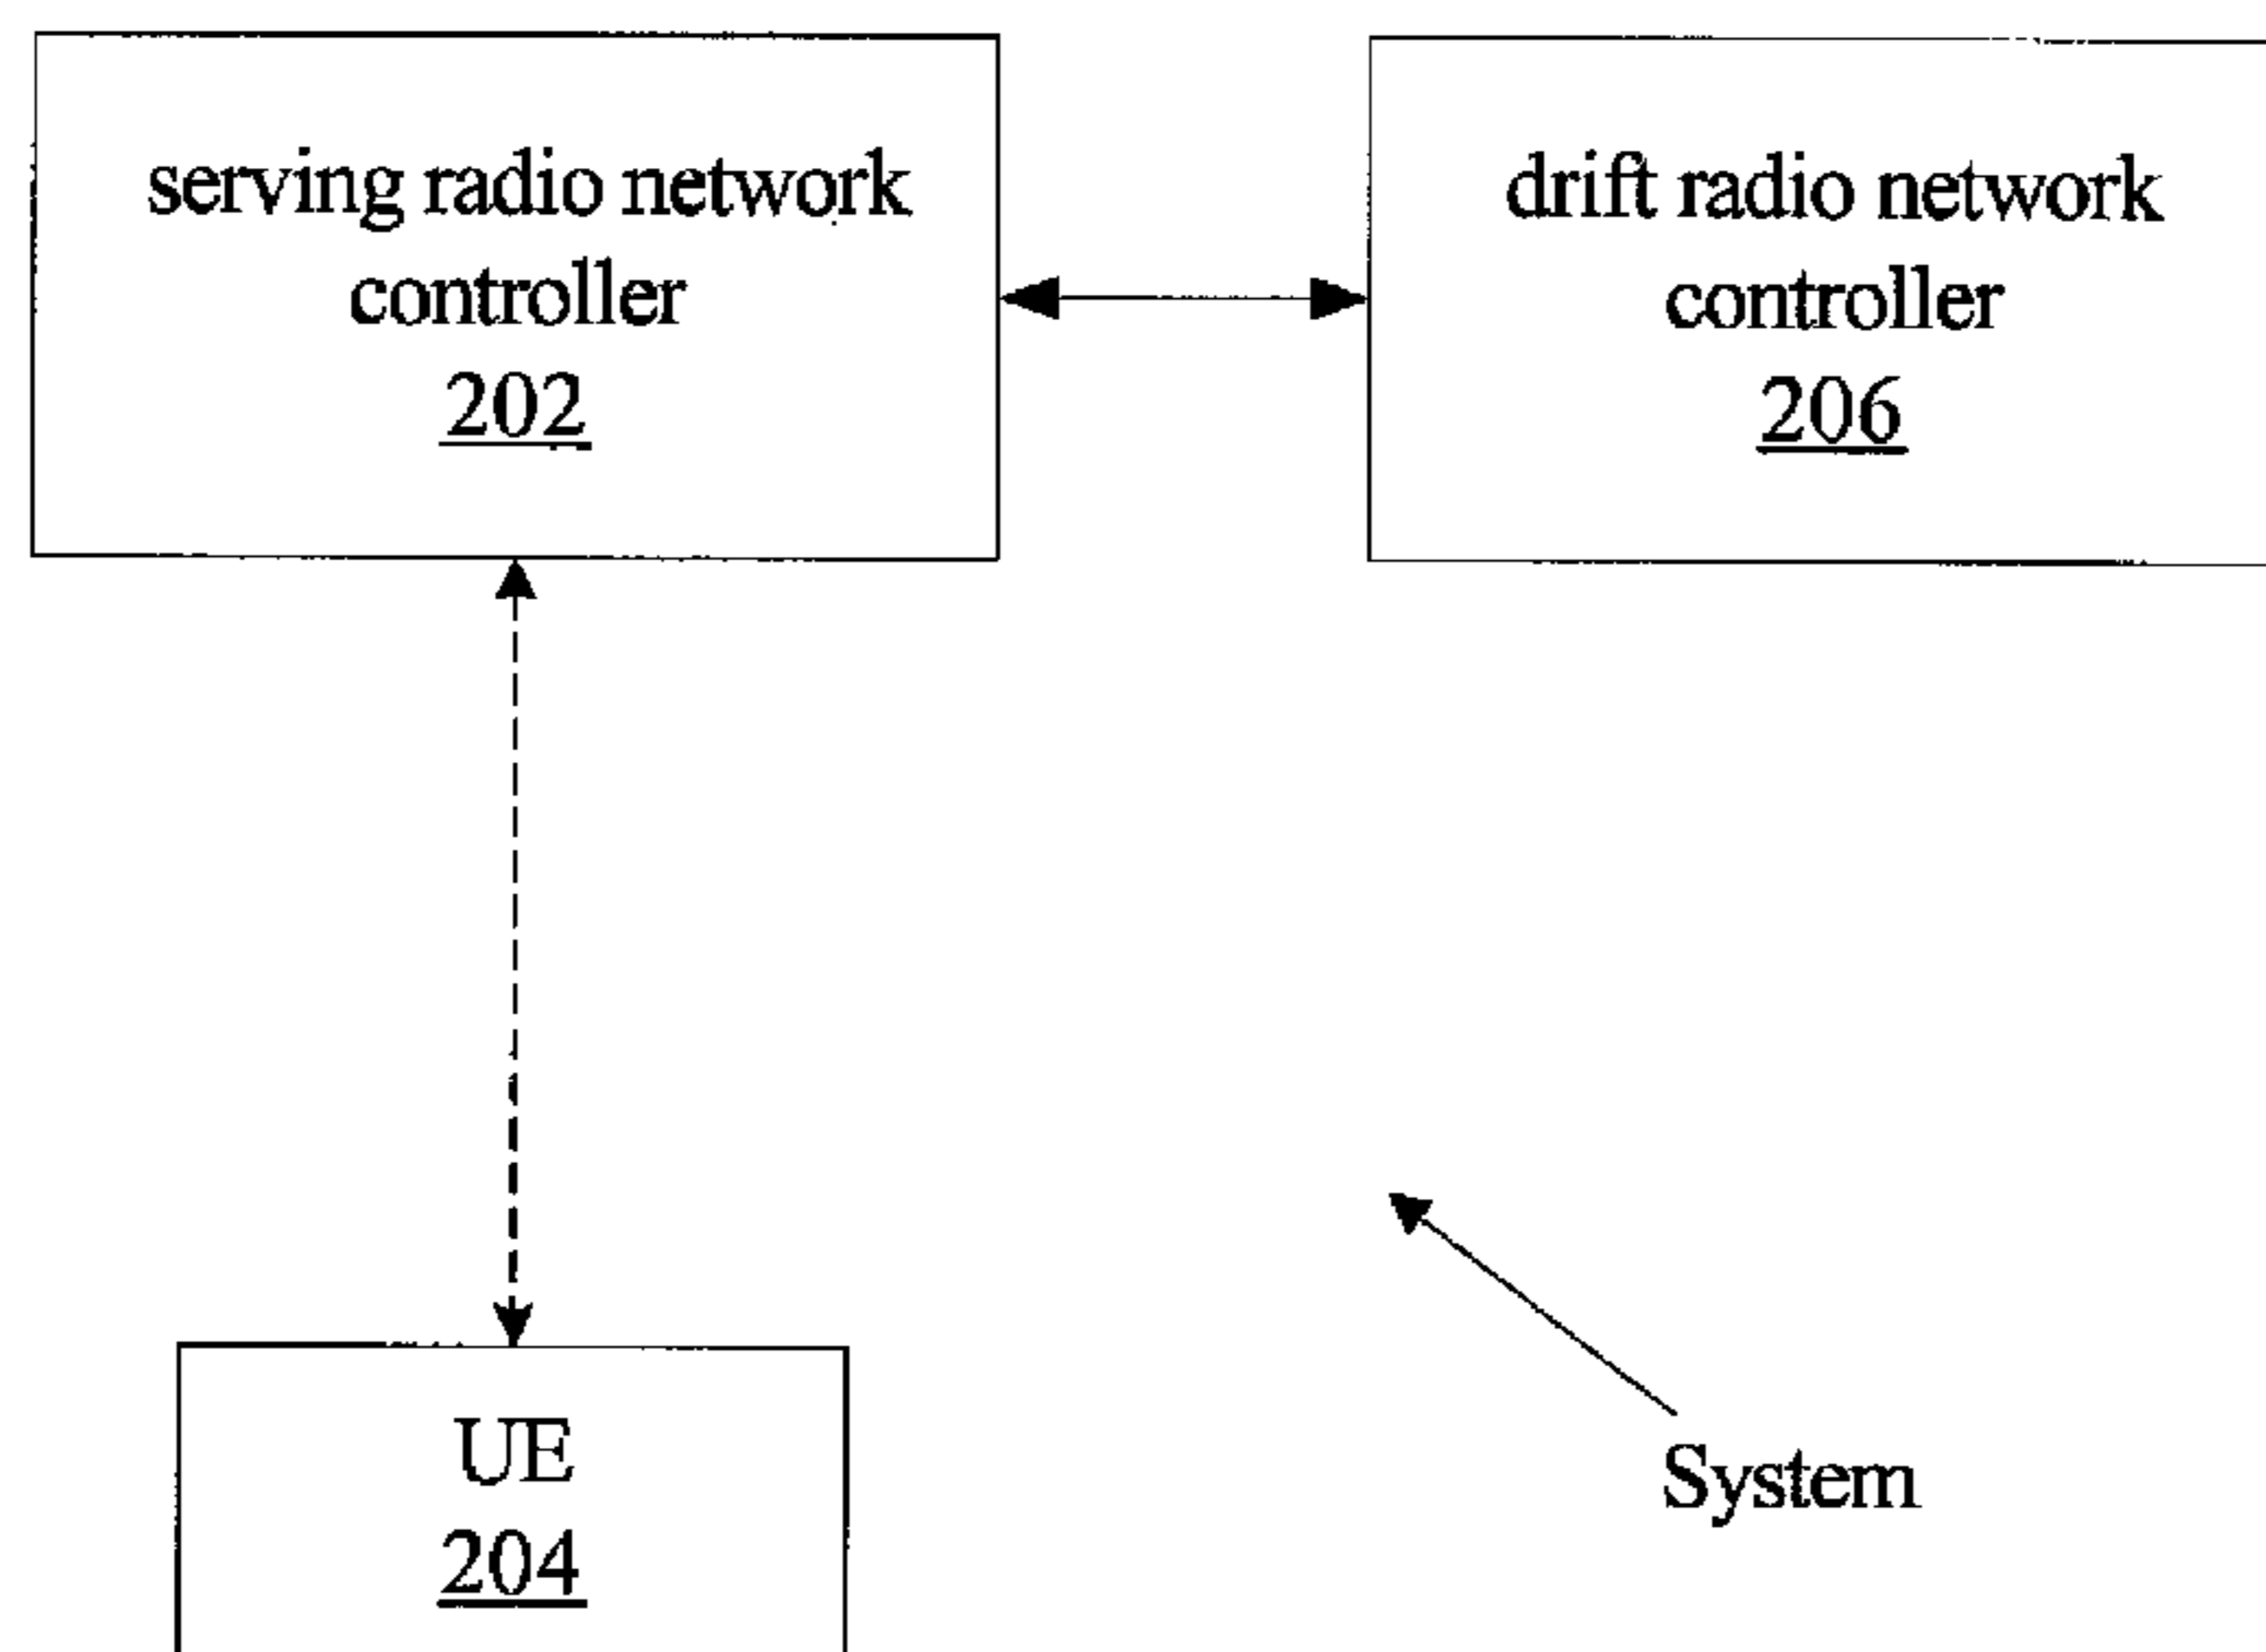 serving radio network
controller
202
drift radio network
controller
206
UE
204
System